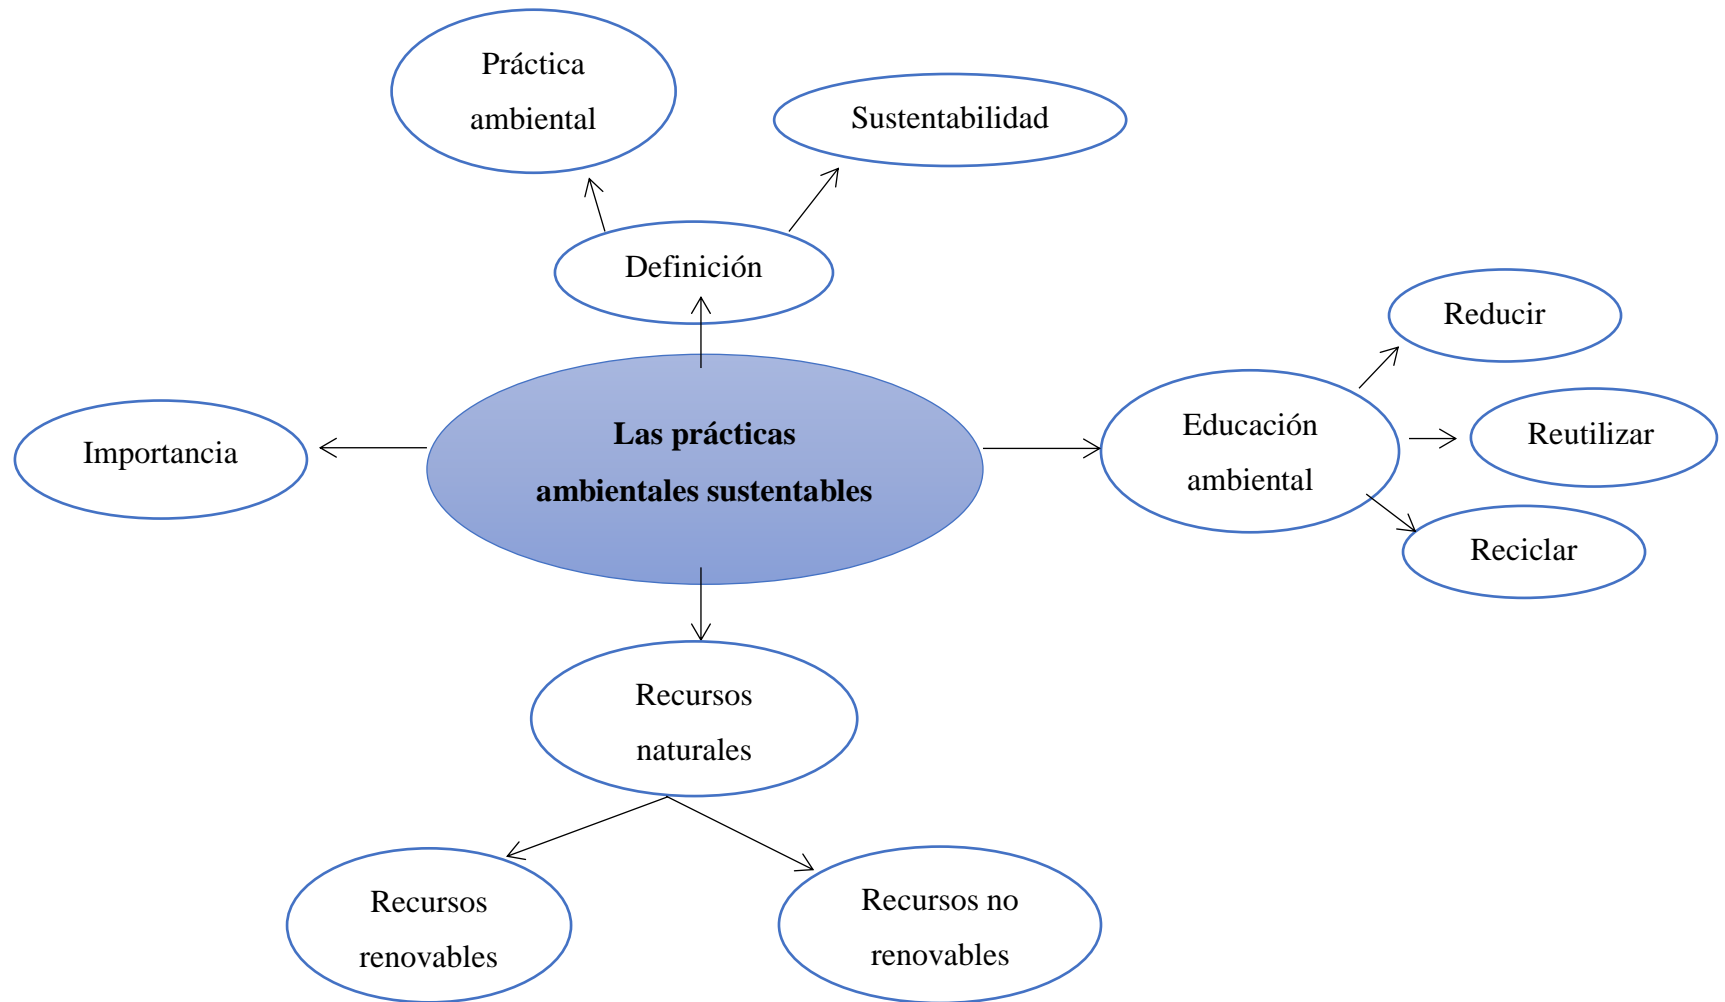 Práctica
ambiental
Sustentabilidad
Definición
Reducir
Las prácticas
ambientales sustentables
Importancia
Educación
ambiental
Reutilizar
Reciclar
Recursos
naturales
Recursos
renovables
Recursos no
renovables